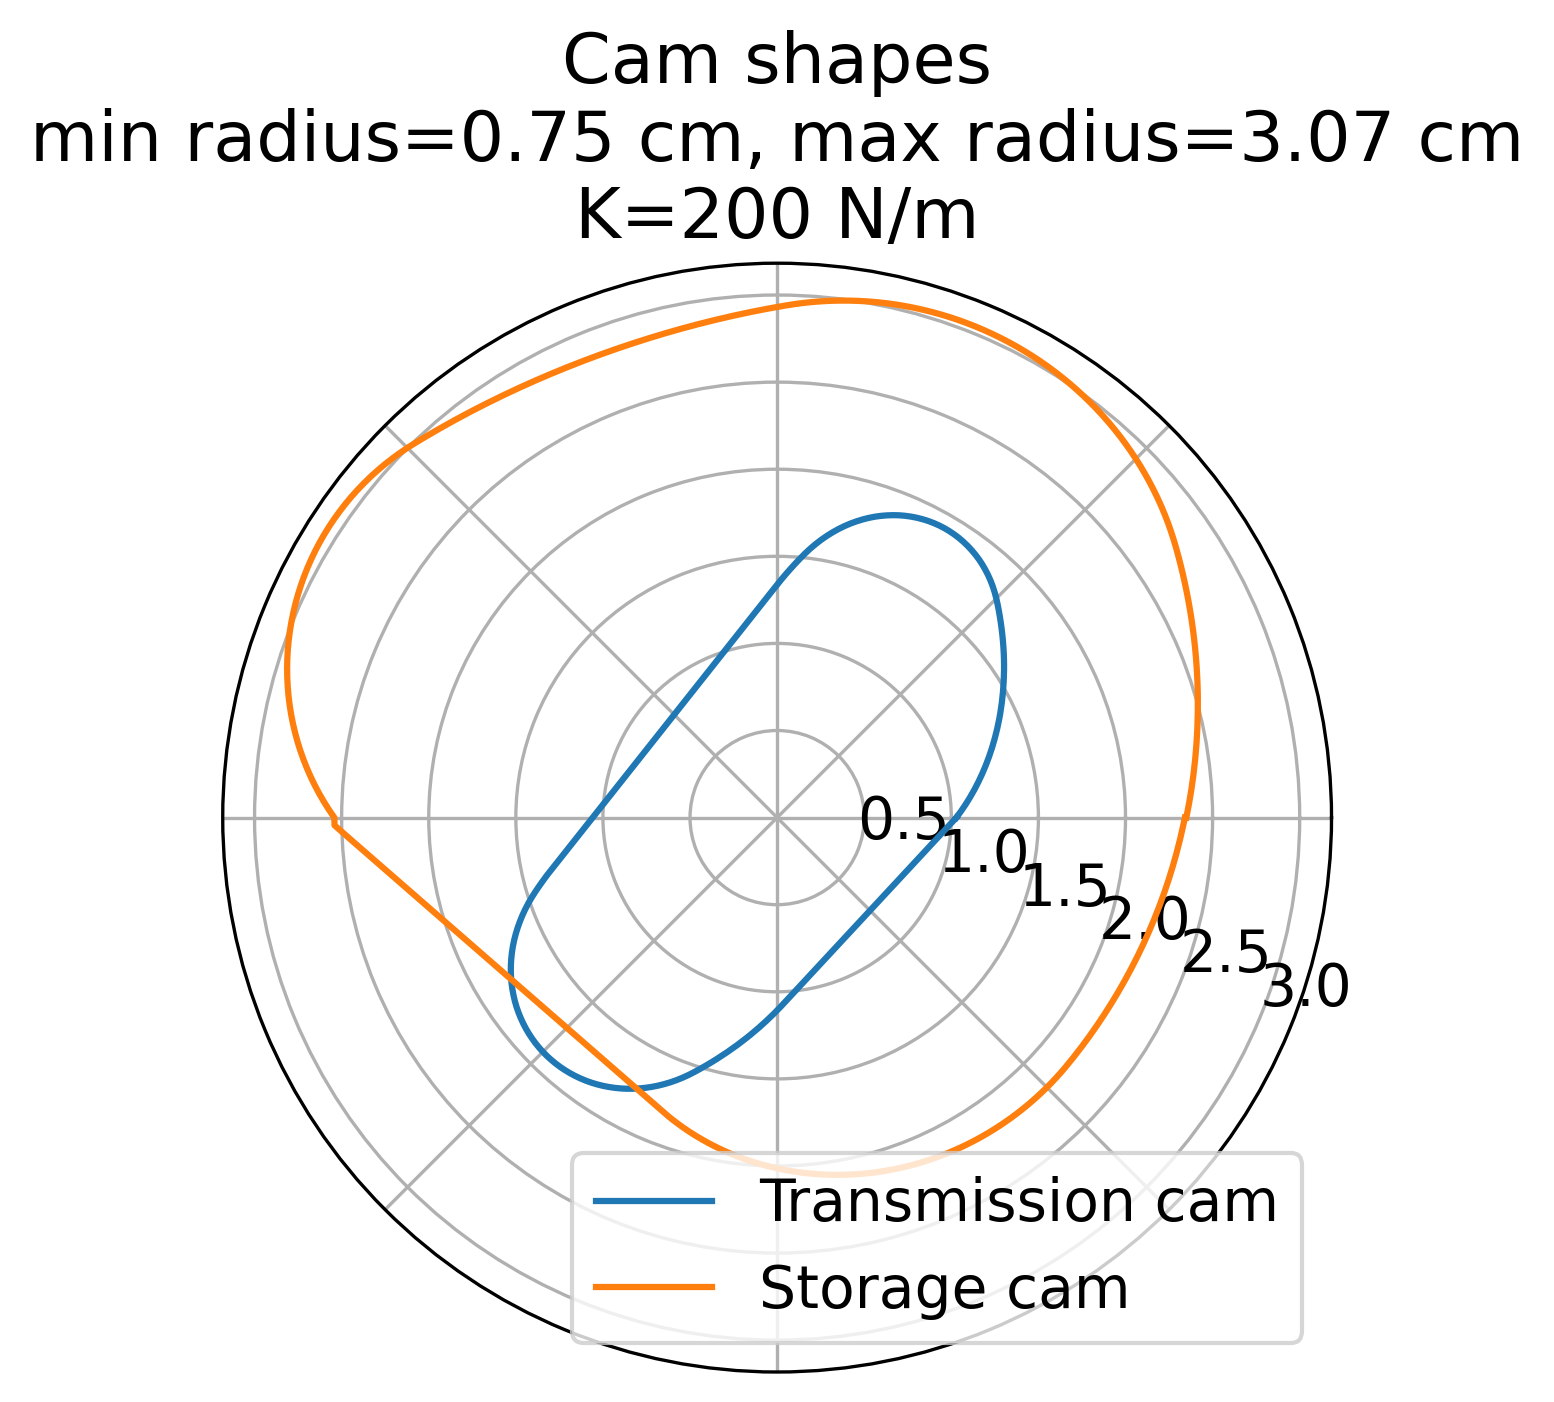 Cam shapes
min radius=0.75 cm, max radius=3.07 cm
K=200 N/m
0.5
1.0
1.5
2.0
2.5
3.0
Transmission cam
Storage cam